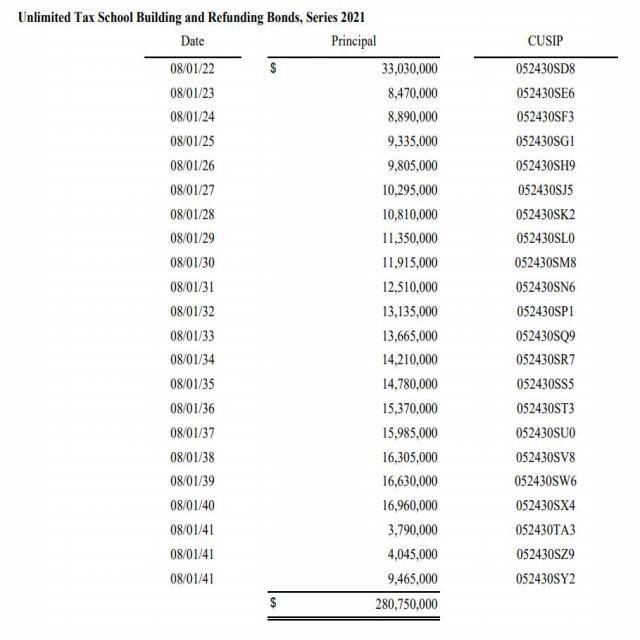 Unlimited Tax School Building and Refunding Bonds, Series 2021
Date Principal CUSIP
08/01/22 $ 33,030,000 052430SD8
08/01/23 8,470,000 052430SE6
08/01/24 8,890,000 052430SF3
08/01/25 9,335,000 052430SG1
08/01/26 9,805,000 052430SH9
08/01/27 10,295,000 052430SJ5
08/01/28 10,810,000 052430SK2
08/01/29 11,350,000 052430SL0
08/01/30 11,915,000 052430SM8
08/01/31 12,510,000 052430SN6
08/01/32 13,135,000 052430SP1
08/01/33 13,665,000 052430SQ9
08/01/34 14,210,000 052430SR7
08/01/35 14,780,000 052430SS5
08/01/36 15,370,000 052430ST3
08/01/37 15,985,000 052430SU0
08/01/38 16,305,000 052430SV8
08/01/39 16,630,000 052430SW6
08/01/40 16,960,000 052430SX4
08/01/41 3,790,000 052430TA3
08/01/41 4,045,000 052430SZ9
08/01/41 9,465,000 052430SY2
$ 280,750,000